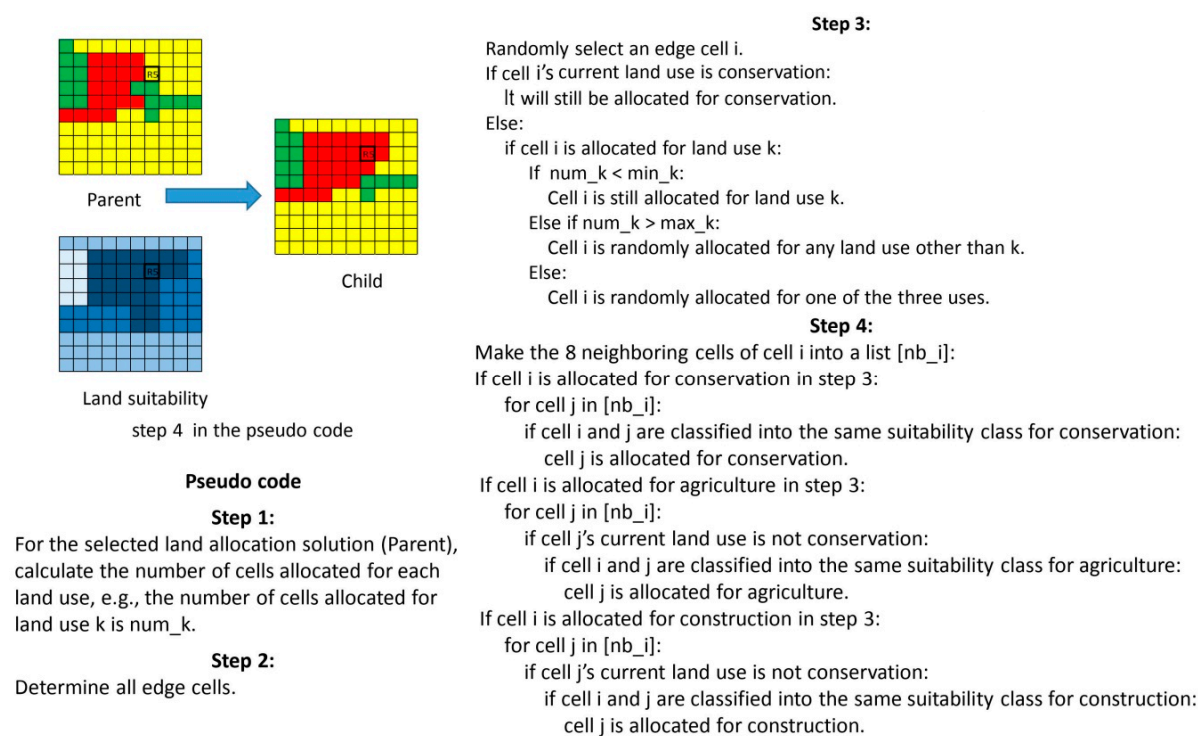 RS
Parent
RS
Child
RS
Land suitability
step 4 in the pseudo code
Pseudo code
Step 1:
For the selected land allocation solution (Parent),
calculate the number of cells allocated for each
land use, e.g., the number of cells allocated for
land use k is num_k.
Step 2:
Determine all edge cells.
Step 3:
Randomly select an edge cell i.
If cell i's current land use is conservation:
It will still be allocated for conservation.
Else:
if cell i is allocated for land use k:
If num_k < min_k:
Cell i is still allocated for land use k.
Else if num_k > max_k:
Cell i is randomly allocated for any land use other than k.
Else:
Cell i is randomly allocated for one of the three uses.
Step 4:
Make the 8 neighboring cells of cell i into a list [nb_i]:
If cell i is allocated for conservation in step 3:
for cell j in [nb_i]:
if cell i and j are classified into the same suitability class for conservation:
cell j is allocated for conservation.
If cell i is allocated for agriculture in step 3:
for cell j in [nb_i]:
if cell j's current land use is not conservation:
if cell i and j are classified into the same suitability class for agriculture:
cell j is allocated for agriculture.
If cell i is allocated for construction in step 3:
for cell j in [nb_i]:
if cell j's current land use is not conservation:
if cell i and j are classified into the same suitability class for construction:
cell j is allocated for construction.